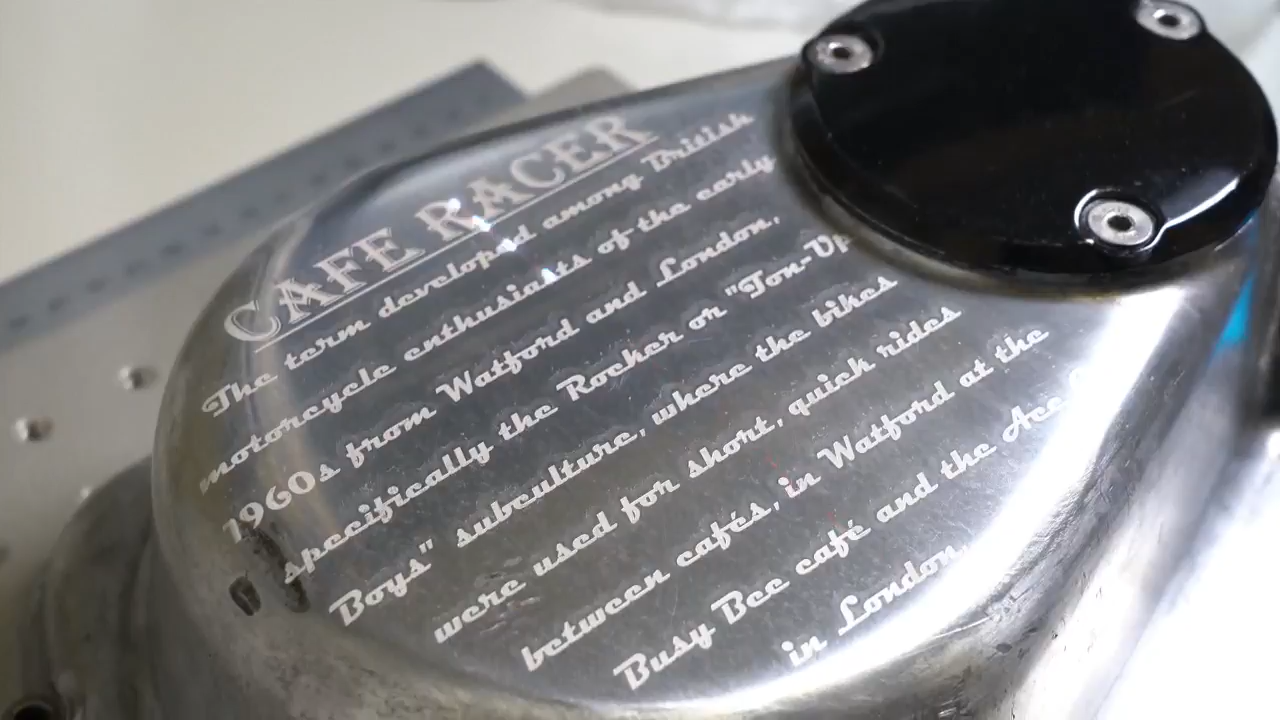 CAFE RACER
The term developed among British
motorcycle enthusiasts of the early
1960s from Watford and London,
specifically the Rocker or "Ton-Up
Boys" subculture, where the bikes
were used for short, quick rides
between cafés, in Watford at the
Busy Bee café and the Ace
in London.